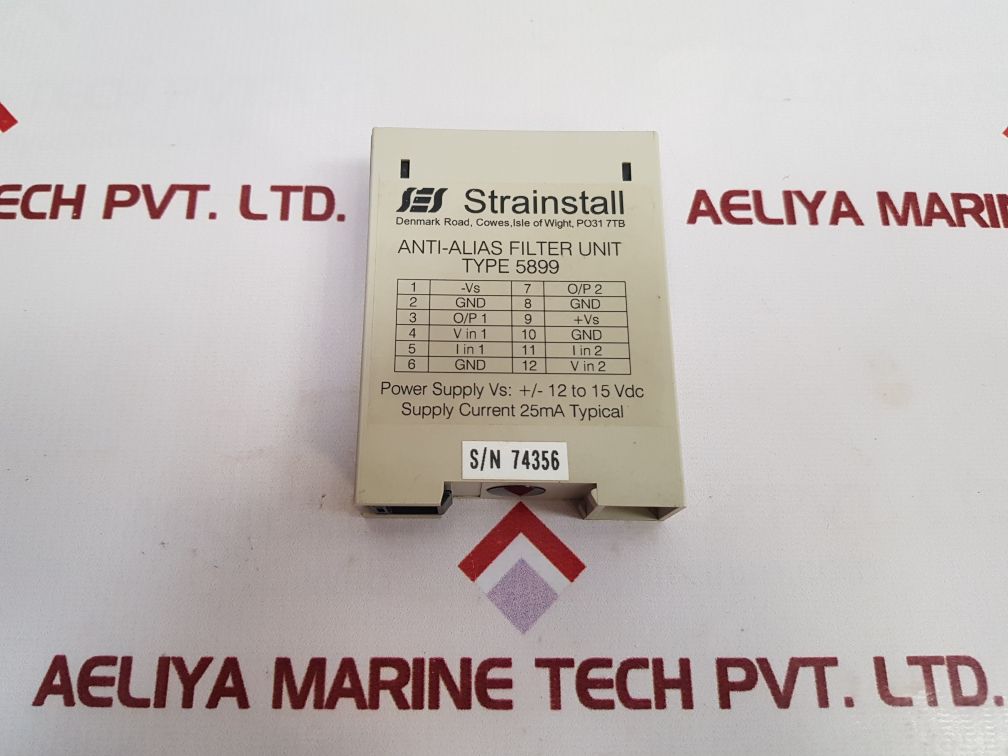 ECH PVT. LTD.
AELIYA MARIN
SES Strainstall
Denmark Road, Cowes,Isle of Wight, PO31 7TB
ANTI-ALIAS FILTER UNIT
TYPE 5899
1 -Vs 7 O/P 2
2 GND 8 GND
3 O/P 1 9 +Vs
4 V in 1 10 GND
5 I in 1 11 I in 2
6 GND 12 V in 2
Power Supply Vs: +/- 12 to 15 Vdc
Supply Current 25mA Typical
S/N 74356
AELIYA MARINE TECH PVT. LTD.